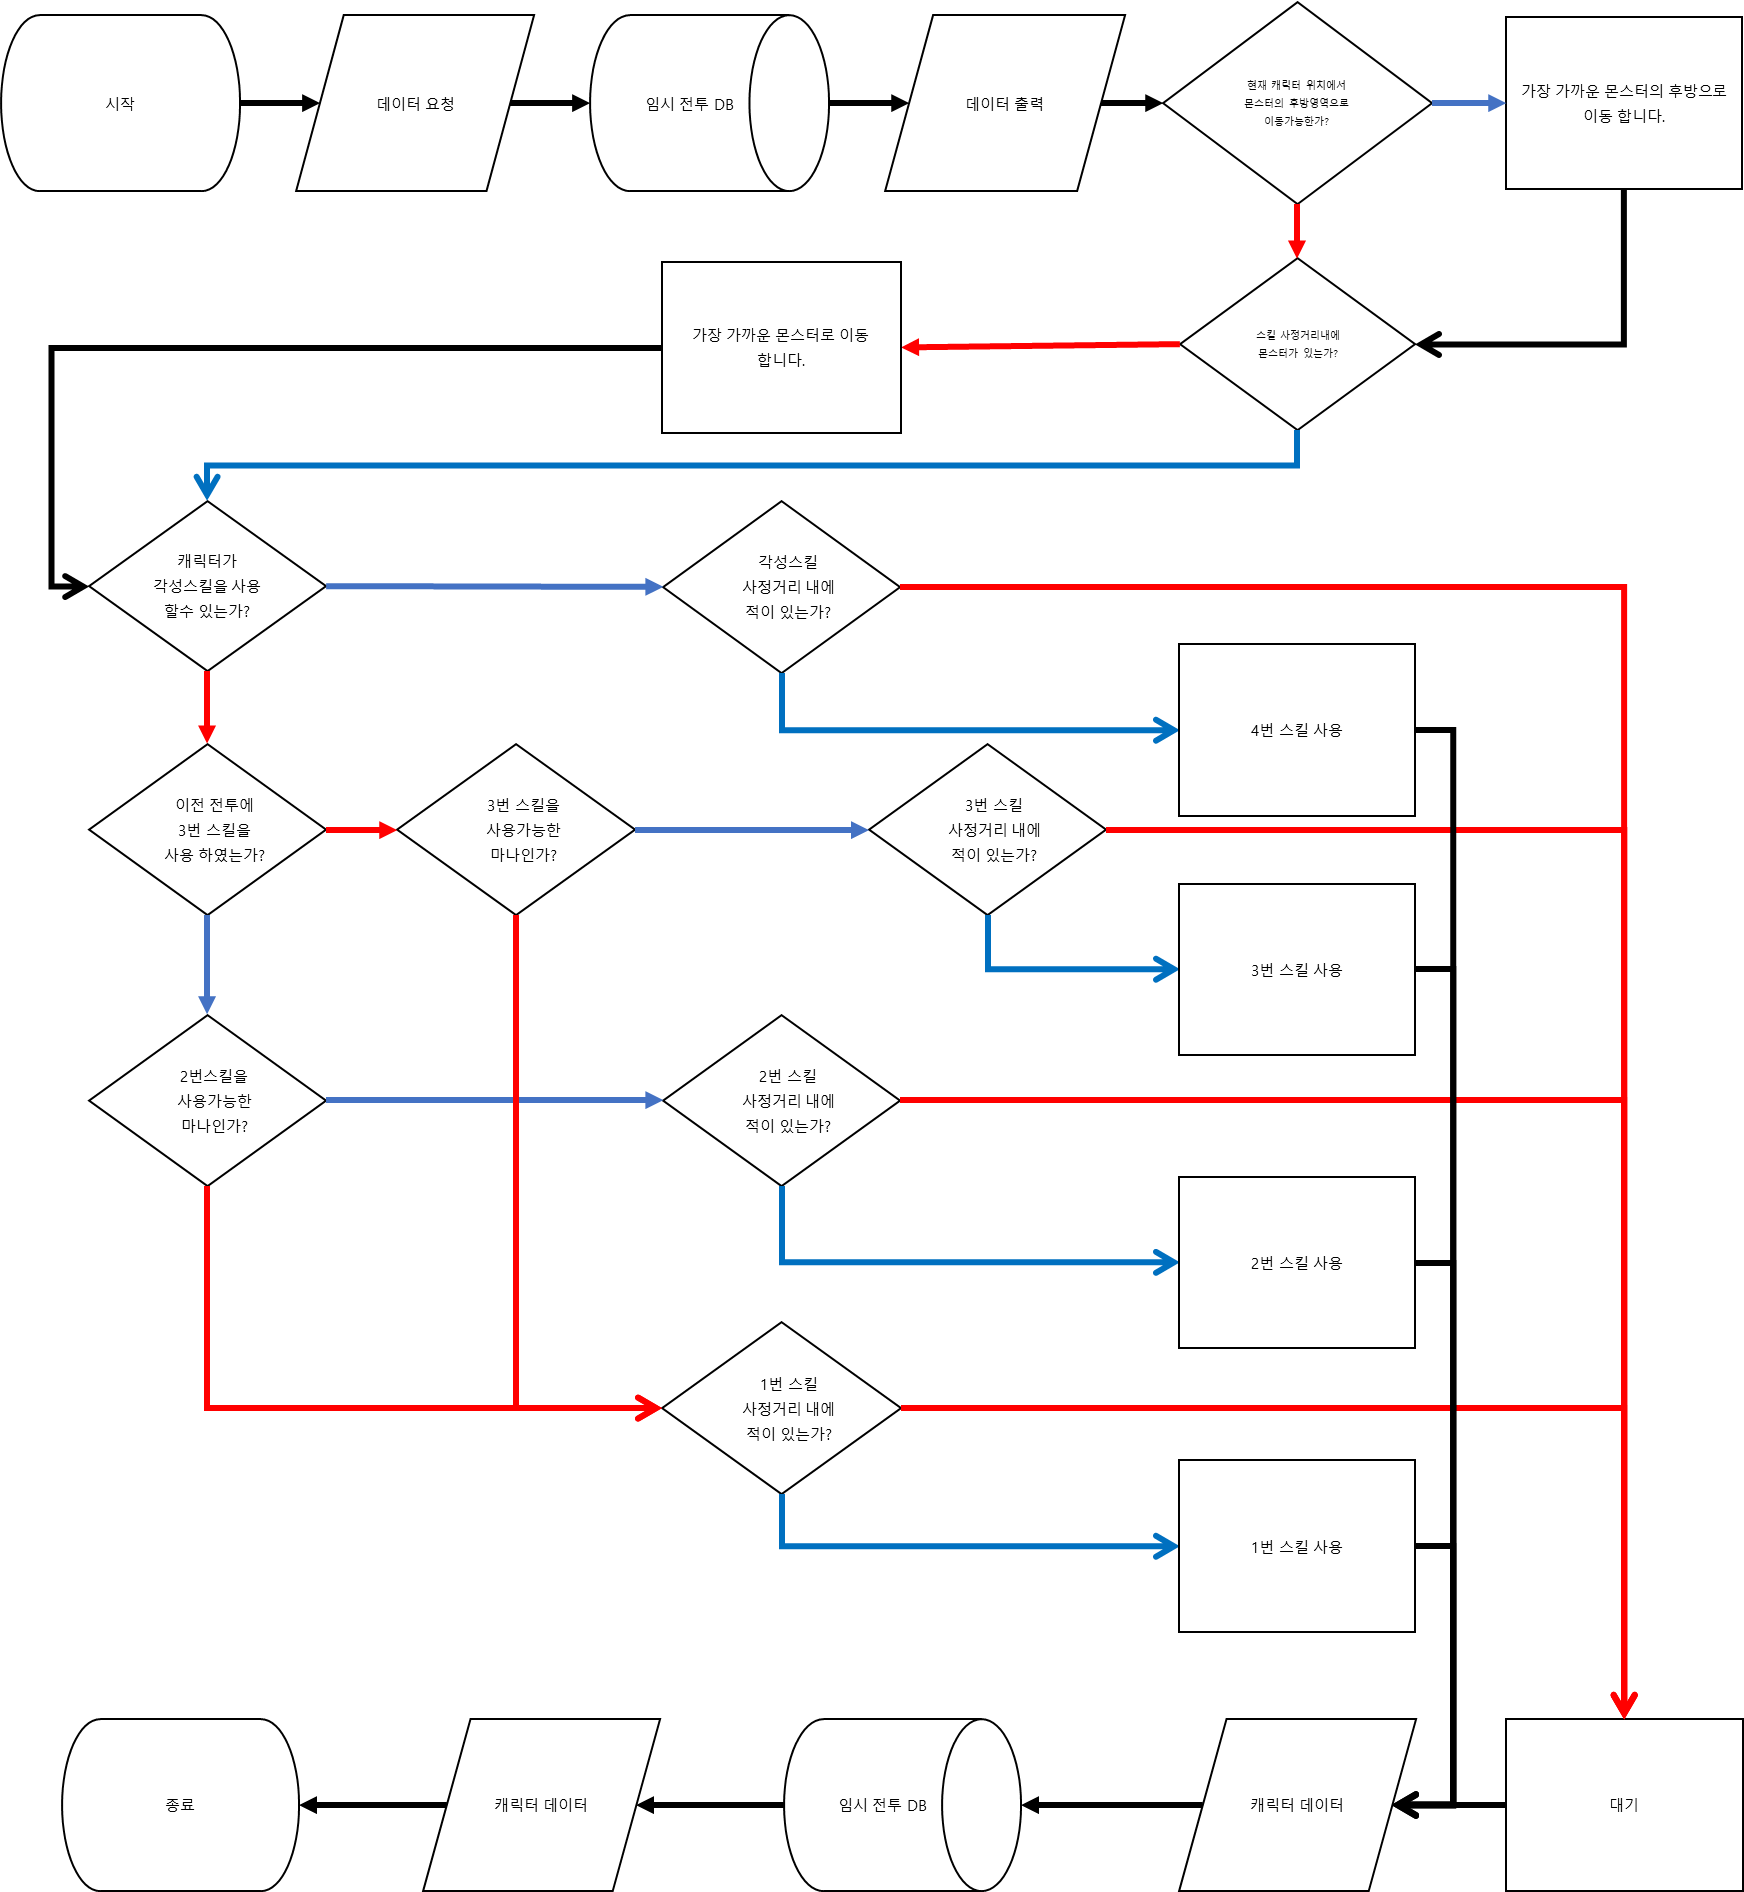 시작
데이터 요청
임시 전투 DB
데이터 출력
현재 캐릭터 위치에서
몬스터의 후방영역으로
이동가능한가?
가장 가까운 몬스터의 후방으로
이동 합니다.
가장 가까운 몬스터로 이동
합니다.
스킬 사정거리내에
몬스터가 있는가?
캐릭터가
각성스킬을 사용
할수 있는가?
각성스킬
사정거리 내에
적이 있는가?
4번 스킬 사용
이전 전투에
3번 스킬을
사용 하였는가?
3번 스킬을
사용가능한
마나인가?
3번 스킬
사정거리 내에
적이 있는가?
3번 스킬 사용
2번스킬을
사용가능한
마나인가?
2번 스킬
사정거리 내에
적이 있는가?
2번 스킬 사용
1번 스킬
사정거리 내에
적이 있는가?
1번 스킬 사용
종료
캐릭터 데이터
임시 전투 DB
캐릭터 데이터
대기